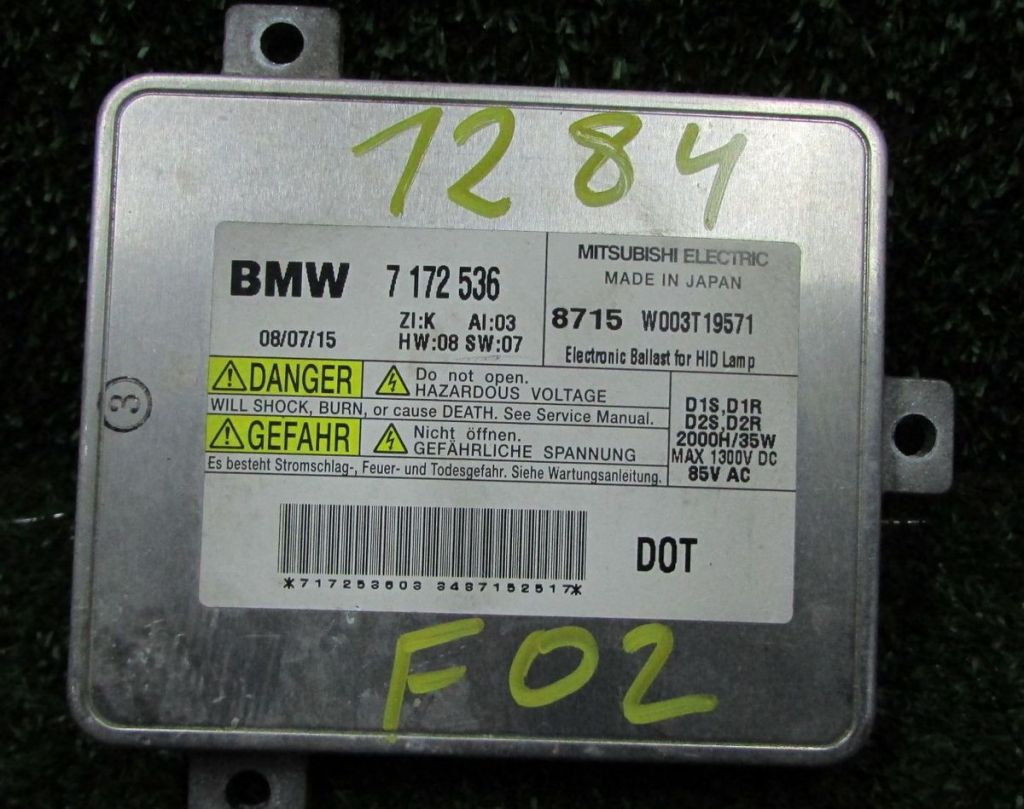 1284
BMW 7 172 536
ZI:K AI:03
08/07/15 HW:08 SW:07
MITSUBISHI ELECTRIC
MADE IN JAPAN
8715 W003T19571
Electronic Ballast for HID Lamp
DANGER Do not open.
HAZARDOUS VOLTAGE
WILL SHOCK, BURN, or cause DEATH. See Service Manual.
GEFAHR Nicht öffnen.
GEFÄHRLICHE SPANNUNG
Es besteht Stromschlag-, Feuer- und Todesgefahr. Siehe Wartungsanleitung.
D1S,D1R
D2S,D2R
2000H/35W
MAX 1300V DC
85V AC
3
*717253603 3487152517*
DOT
F02